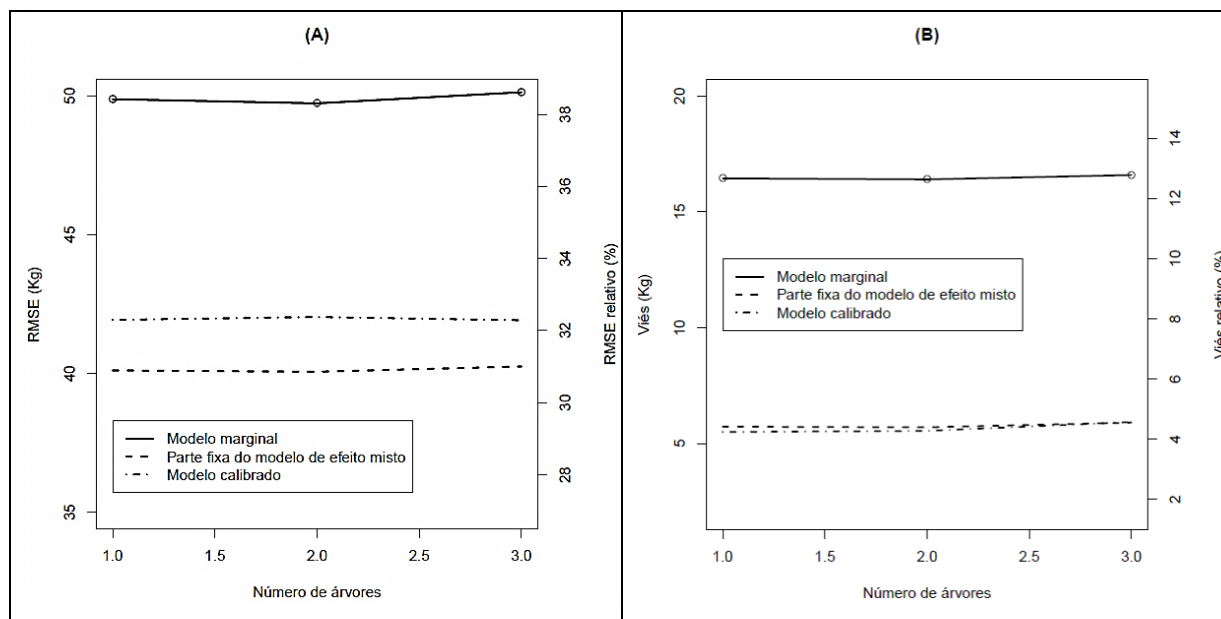 (A)
RMSE (Kg)
50
45
40
35
38
36
34
32
30
28
RMSE relativo (%)
Modelo marginal
Parte fixa do modelo de efeito misto
Modelo calibrado
1.0 1.5 2.0 2.5 3.0
Número de árvores
(B)
Viés (Kg)
20
15
10
5
14
12
10
8
6
4
2
Viés relativo (%)
Modelo marginal
Parte fixa do modelo de efeito misto
Modelo calibrado
1.0 1.5 2.0 2.5 3.0
Número de árvores